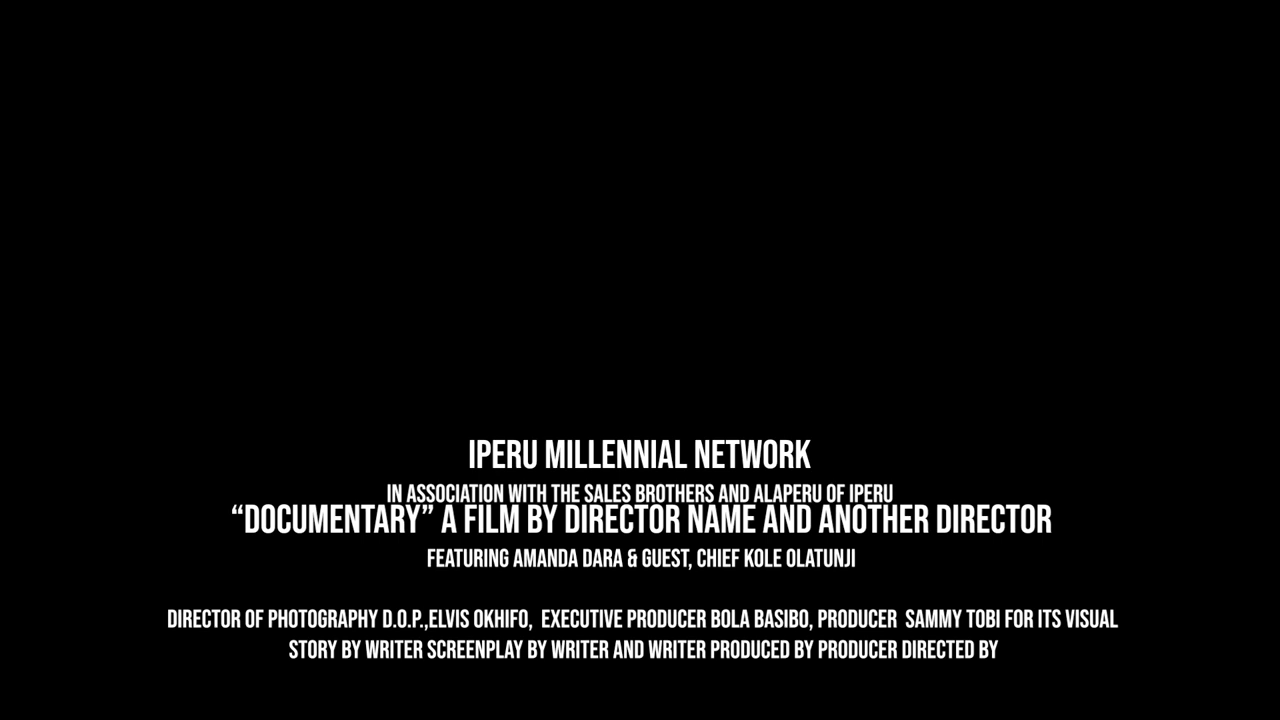 IPERU MILLENNIAL NETWORK
IN ASSOCIATION WITH THE SALES BROTHERS AND ALAPERU OF IPERU
“DOCUMENTARY” A FILM BY DIRECTOR NAME AND ANOTHER DIRECTOR
FEATURING AMANDA DARA & GUEST, CHIEF KOLE OLATUNJI
DIRECTOR OF PHOTOGRAPHY D.O.P.,ELVIS OKHIFO,  EXECUTIVE PRODUCER BOLA BASIBO, PRODUCER  SAMMY TOBI FOR ITS VISUAL
STORY BY WRITER SCREENPLAY BY WRITER AND WRITER PRODUCED BY PRODUCER DIRECTED BY